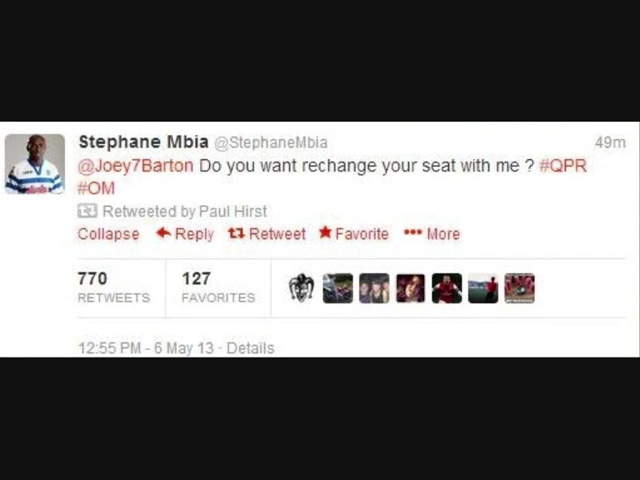 Stephane Mbia @StephaneMbia 49m
@Joey7Barton Do you want rechange your seat with me ? #QPR
#OM
Retweeted by Paul Hirst
Collapse Reply Retweet Favorite More
770 127
RETWEETS FAVORITES
12:55 PM - 6 May 13 · Details